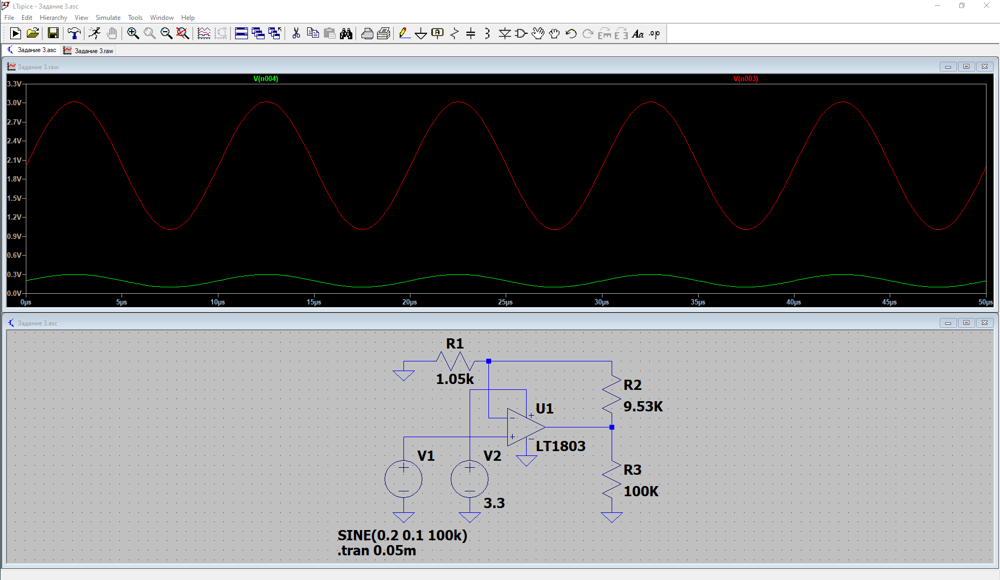 LTspice - Задание 3.asc
File Edit Hierarchy View Simulate Tools Window Help
Задание 3.asc Задание 3.raw
Задание 3.raw
V(n004) V(n003)
3.3V
3.0V
2.7V
2.4V
2.1V
1.8V
1.5V
1.2V
0.9V
0.6V
0.3V
0.0V
0µs 5µs 10µs 15µs 20µs 25µs 30µs 35µs 40µs 45µs 50µs
Задание 3.asc
R1
1.05k
R2
9.53K
U1
LT1803
V1
V2
3.3
R3
100K
SINE(0.2 0.1 100k)
.tran 0.05m